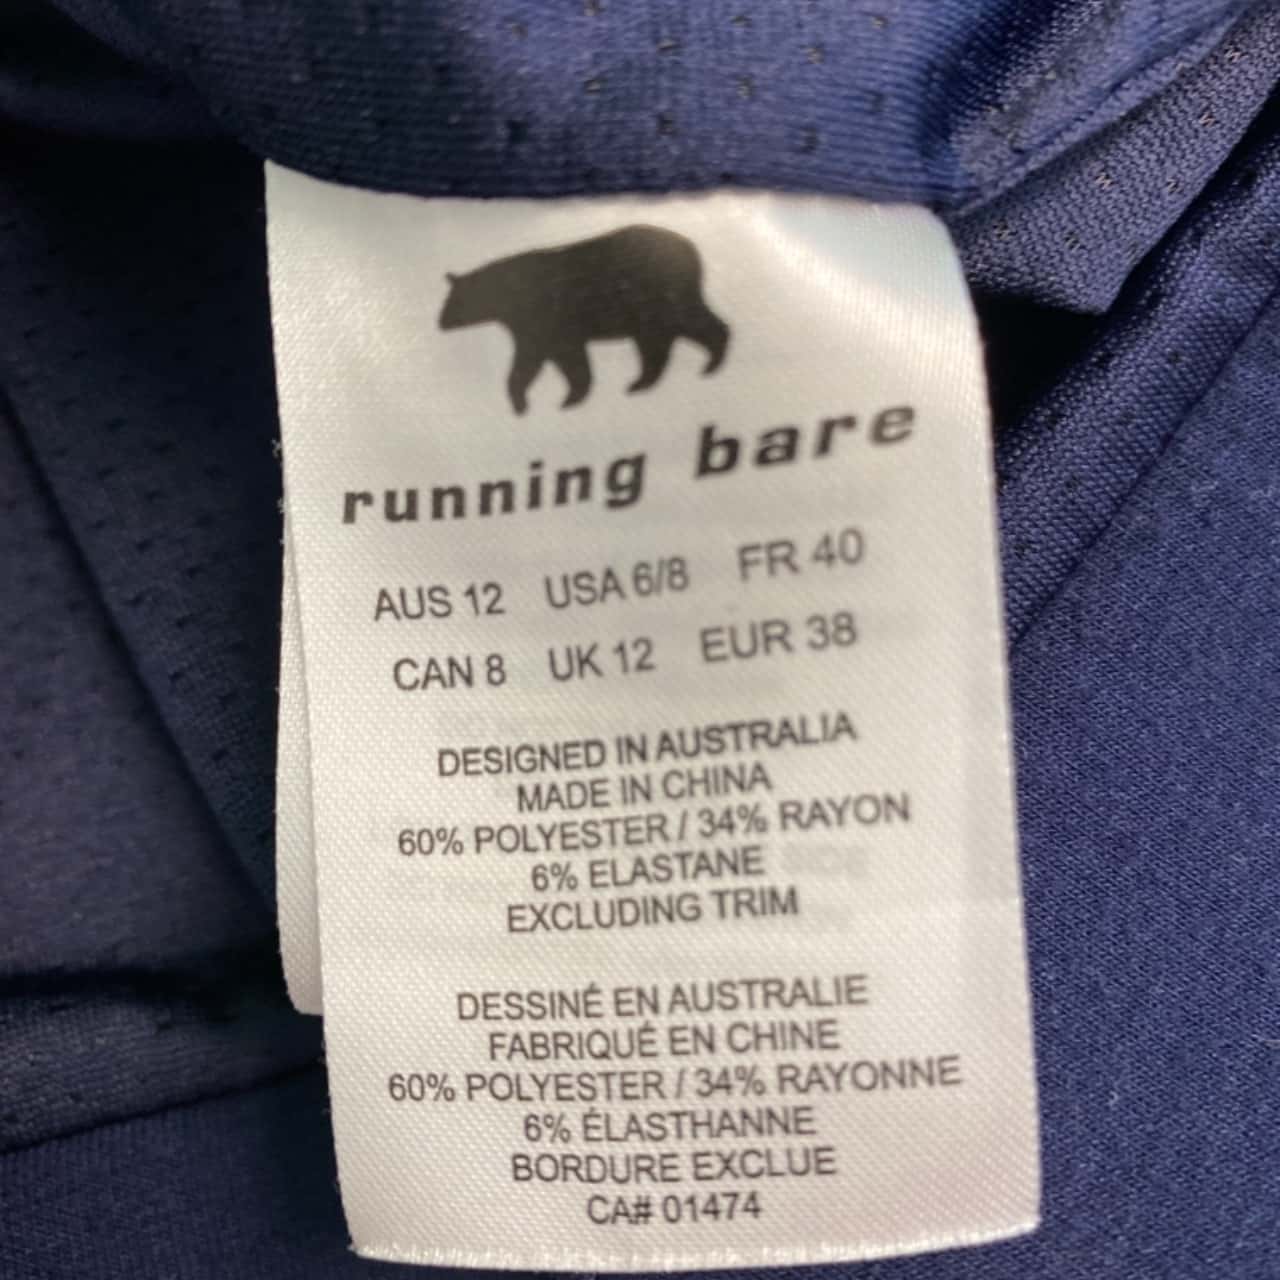 running bare
AUS 12 USA 6/8 FR 40
CAN 8 UK 12 EUR 38
DESIGNED IN AUSTRALIA
MADE IN CHINA
60% POLYESTER / 34% RAYON
6% ELASTANE
EXCLUDING TRIM
DESSINÉ EN AUSTRALIE
FABRIQUÉ EN CHINE
60% POLYESTER / 34% RAYONNE
6% ÉLASTHANNE
BORDURE EXCLUE
CA# 01474